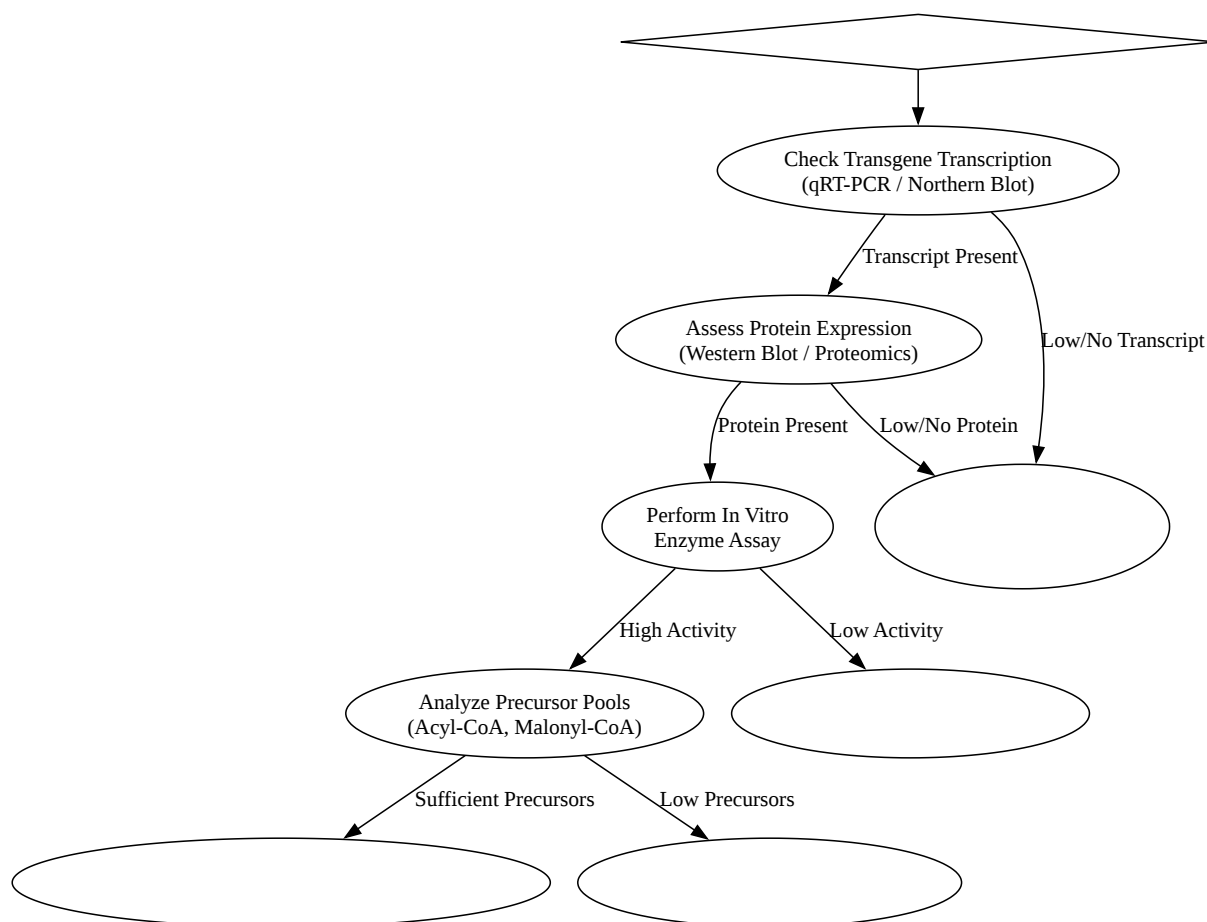 Check Transgene Transcription
(qRT-PCR / Northern Blot)
Transcript Present
Assess Protein Expression
(Western Blot / Proteomics)
Low/No Transcript
Protein Present
Low/No Protein
Perform In Vitro
Enzyme Assay
High Activity
Low Activity
Analyze Precursor Pools
(Acyl-CoA, Malonyl-CoA)
Sufficient Precursors
Low Precursors